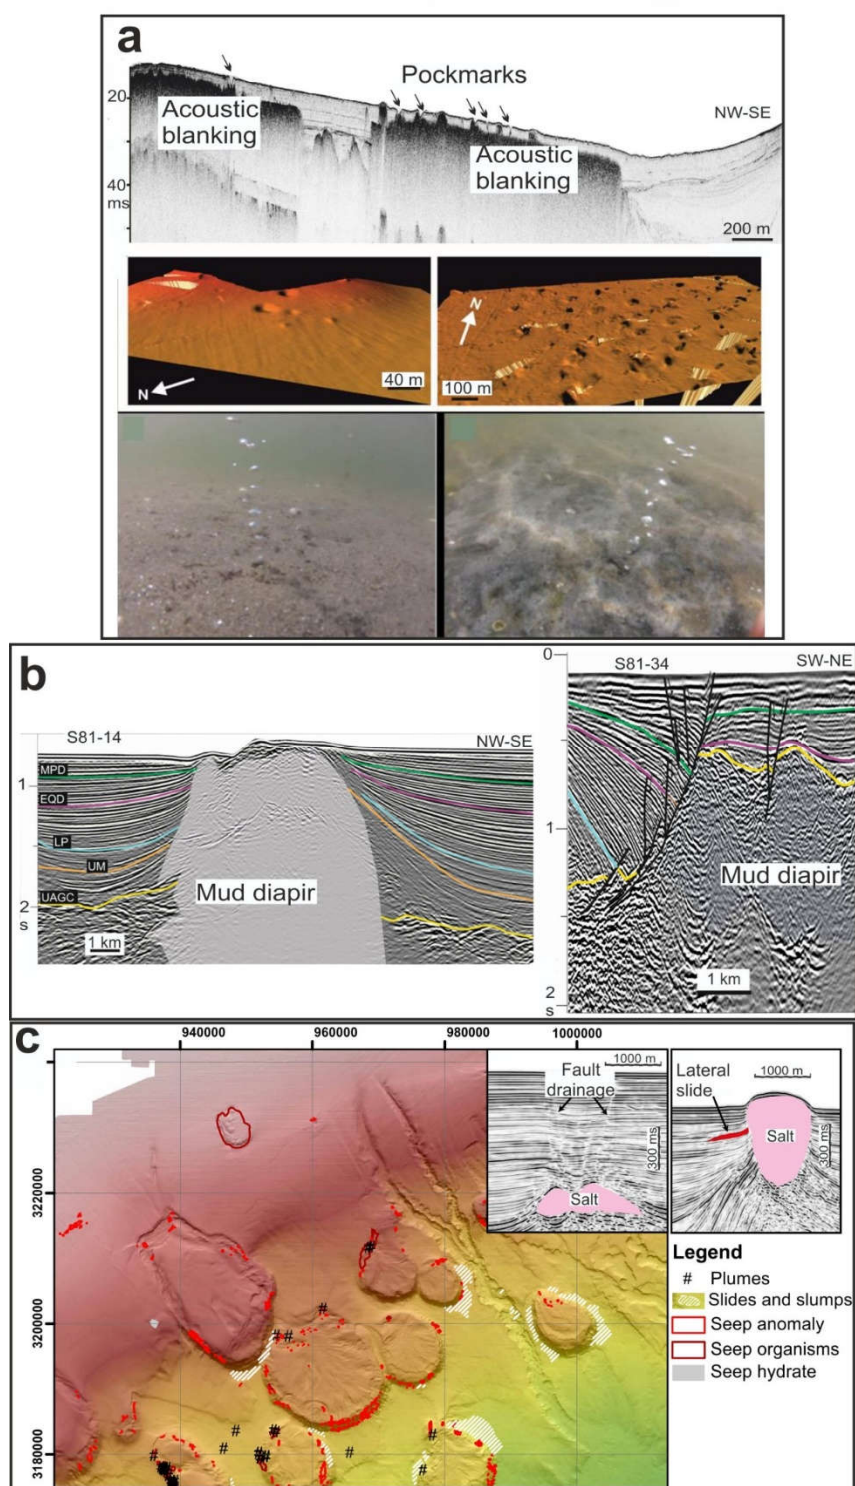 a
Pockmarks
NW-SE
20
Acoustic
blanking
Acoustic
blanking
40
ms
200 m
N
40 m
N
100 m
b
S81-14
NW-SE
MPD
1
EQD
LP
UM
UAGC
Mud diapir
2
s
1 km
0
S81-34
SW-NE
1
Mud diapir
1 km
2
s
c
940000
960000
980000
1000000
3220000
3200000
3180000
1000 m
Fault
drainage
300 ms
Salt
1000 m
Lateral
slide
Salt
300 ms
Legend
# Plumes
Slides and slumps
Seep anomaly
Seep organisms
Seep hydrate